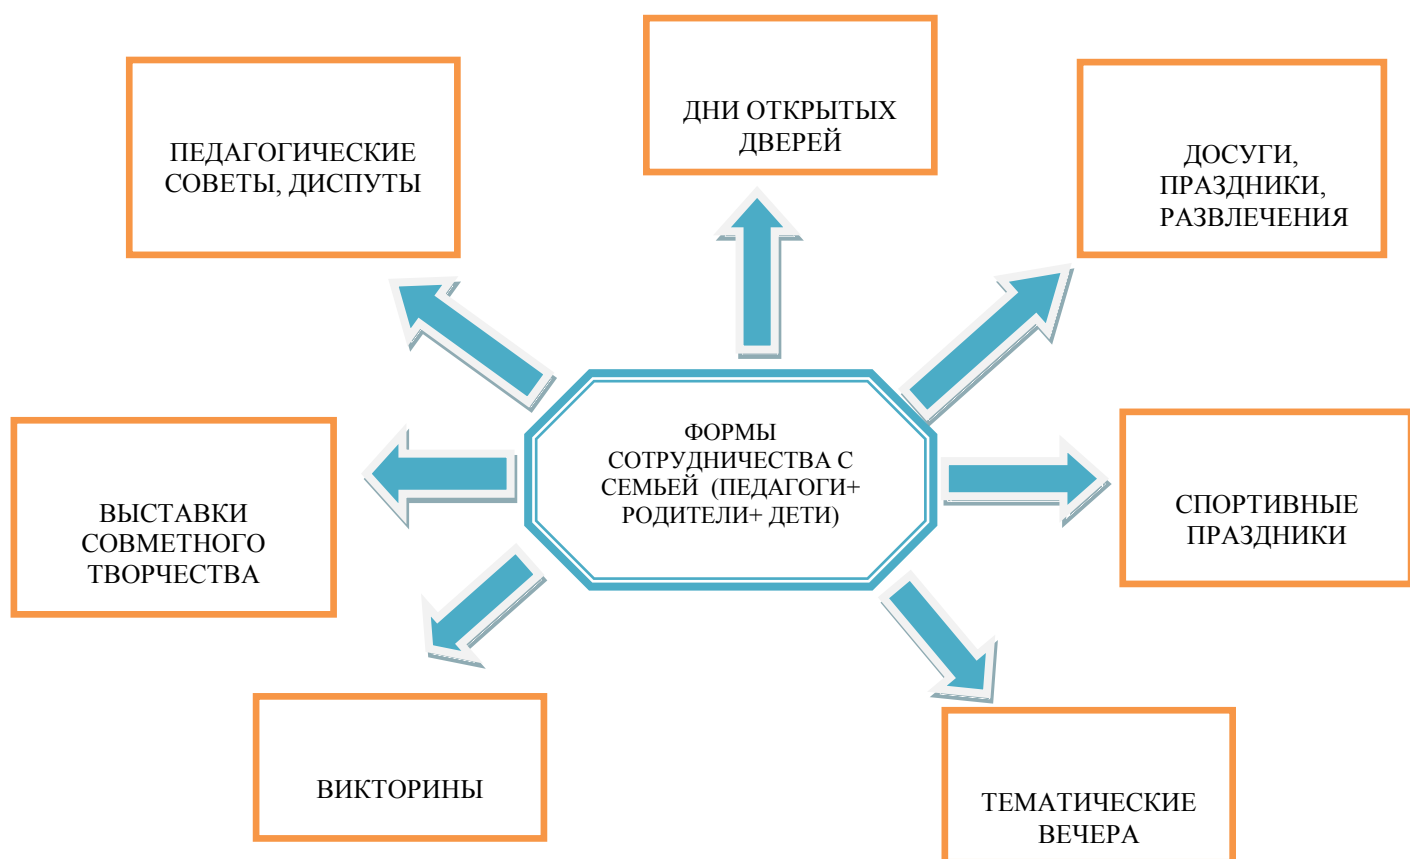 ДНИ ОТКРЫТЫХ
ДВЕРЕЙ
ПЕДАГОГИЧЕСКИЕ
СОВЕТЫ, ДИСПУТЫ
ДОСУГИ,
ПРАЗДНИКИ,
РАЗВЛЕЧЕНИЯ
ФОРМЫ
СОТРУДНИЧЕСТВА С
СЕМЬЕЙ (ПЕДАГОГИ+
РОДИТЕЛИ+ ДЕТИ)
ВЫСТАВКИ
СОВМЕТНОГО
ТВОРЧЕСТВА
СПОРТИВНЫЕ
ПРАЗДНИКИ
ВИКТОРИНЫ
ТЕМАТИЧЕСКИЕ
ВЕЧЕРА